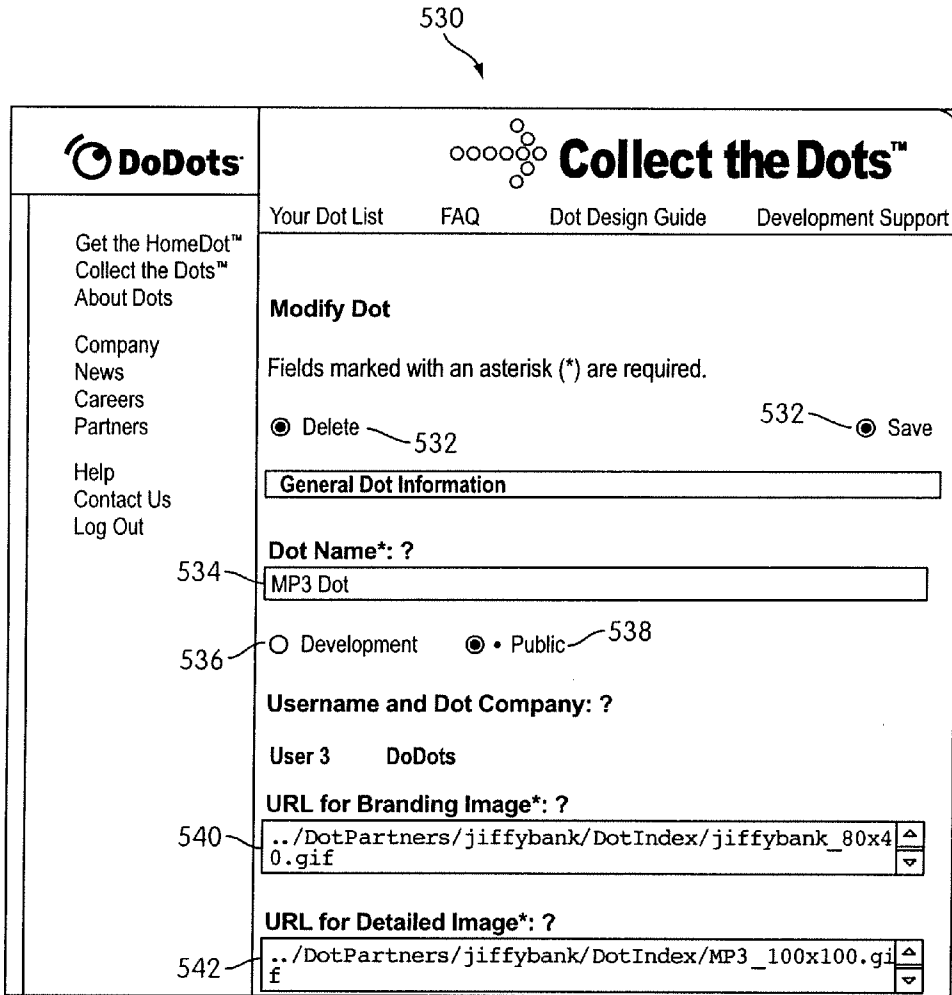 530
DoDots
Collect the Dots™
Your Dot List FAQ Dot Design Guide Development Support
Get the HomeDot™
Collect the Dots™
About Dots
Company
News
Careers
Partners
Help
Contact Us
Log Out
Modify Dot
Fields marked with an asterisk (*) are required.
Delete 532 532 Save
General Dot Information
Dot Name*: ?
534 MP3 Dot
536 Development • Public 538
Username and Dot Company: ?
User 3 DoDots
URL for Branding Image*: ?
540 ../DotPartners/jiffybank/DotIndex/jiffybank_80x4
0.gif
URL for Detailed Image*: ?
542 ../DotPartners/jiffybank/DotIndex/MP3_100x100.gi
f